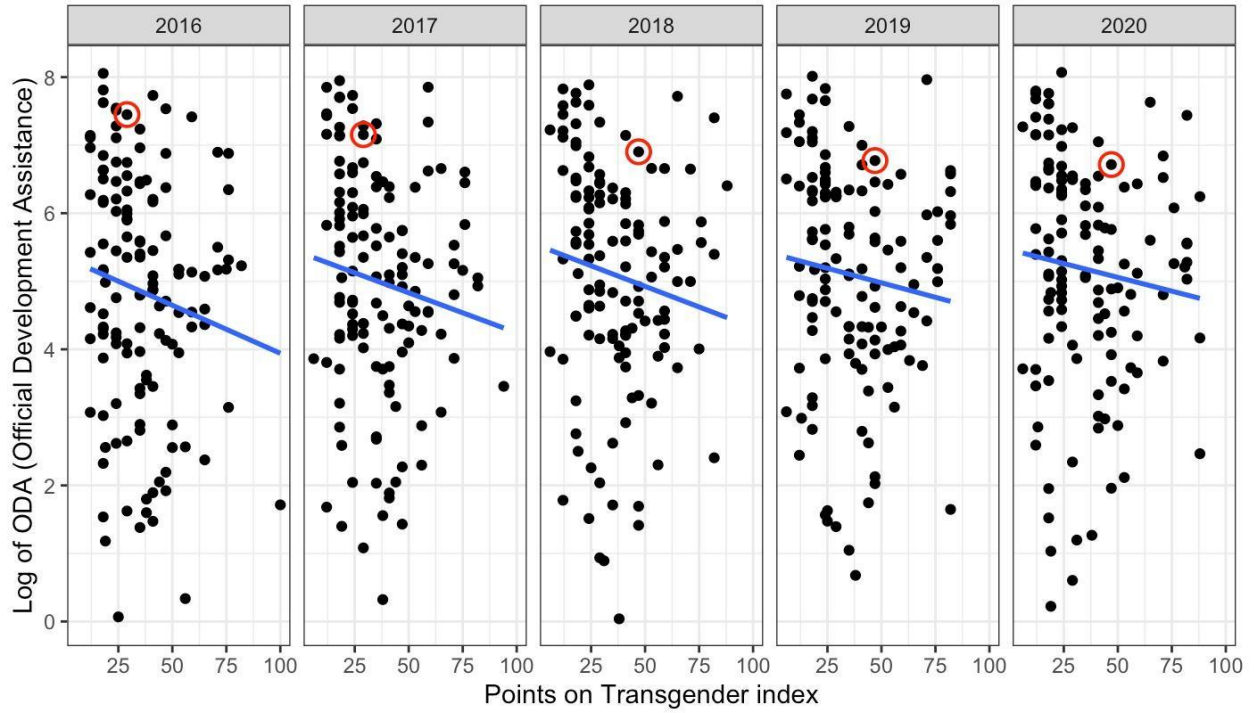 2016 2017 2018 2019 2020
Log of ODA (Official Development Assistance)
8
6
4
2
0
25 50 75 100 25 50 75 100 25 50 75 100 25 50 75 100 25 50 75 100
Points on Transgender index